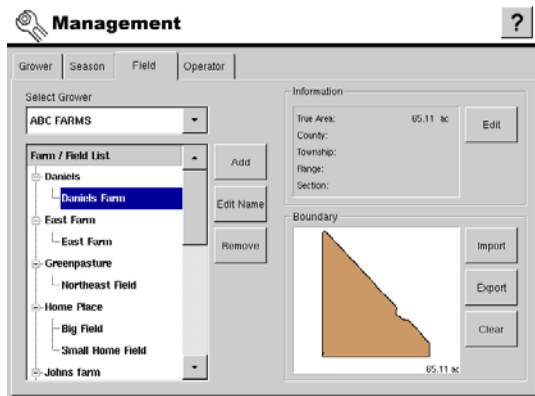 Management
?
Grower Season Field Operator
Select Grower
ABC FARMS
Farm / Field List
Daniels
Daniels Farm
East Farm
East Farm
Greenpasture
Northeast Field
Home Place
Big Field
Small Home Field
Johns farm
Add
Edit Name
Remove
Information
True Area: 65.11 ac
County:
Township:
Range:
Section:
Edit
Boundary
65.11 ac
Import
Export
Clear